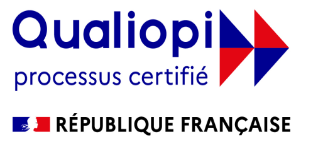 Qualiopi
processus certifié
RÉPUBLIQUE FRANÇAISE